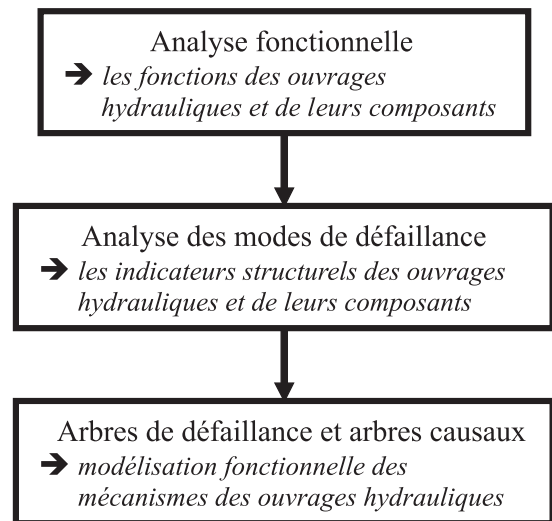 Analyse fonctionnelle
➔ les fonctions des ouvrages
hydrauliques et de leurs composants
Analyse des modes de défaillance
➔ les indicateurs structurels des ouvrages
hydrauliques et de leurs composants
Arbres de défaillance et arbres causaux
➔ modélisation fonctionnelle des
mécanismes des ouvrages hydrauliques